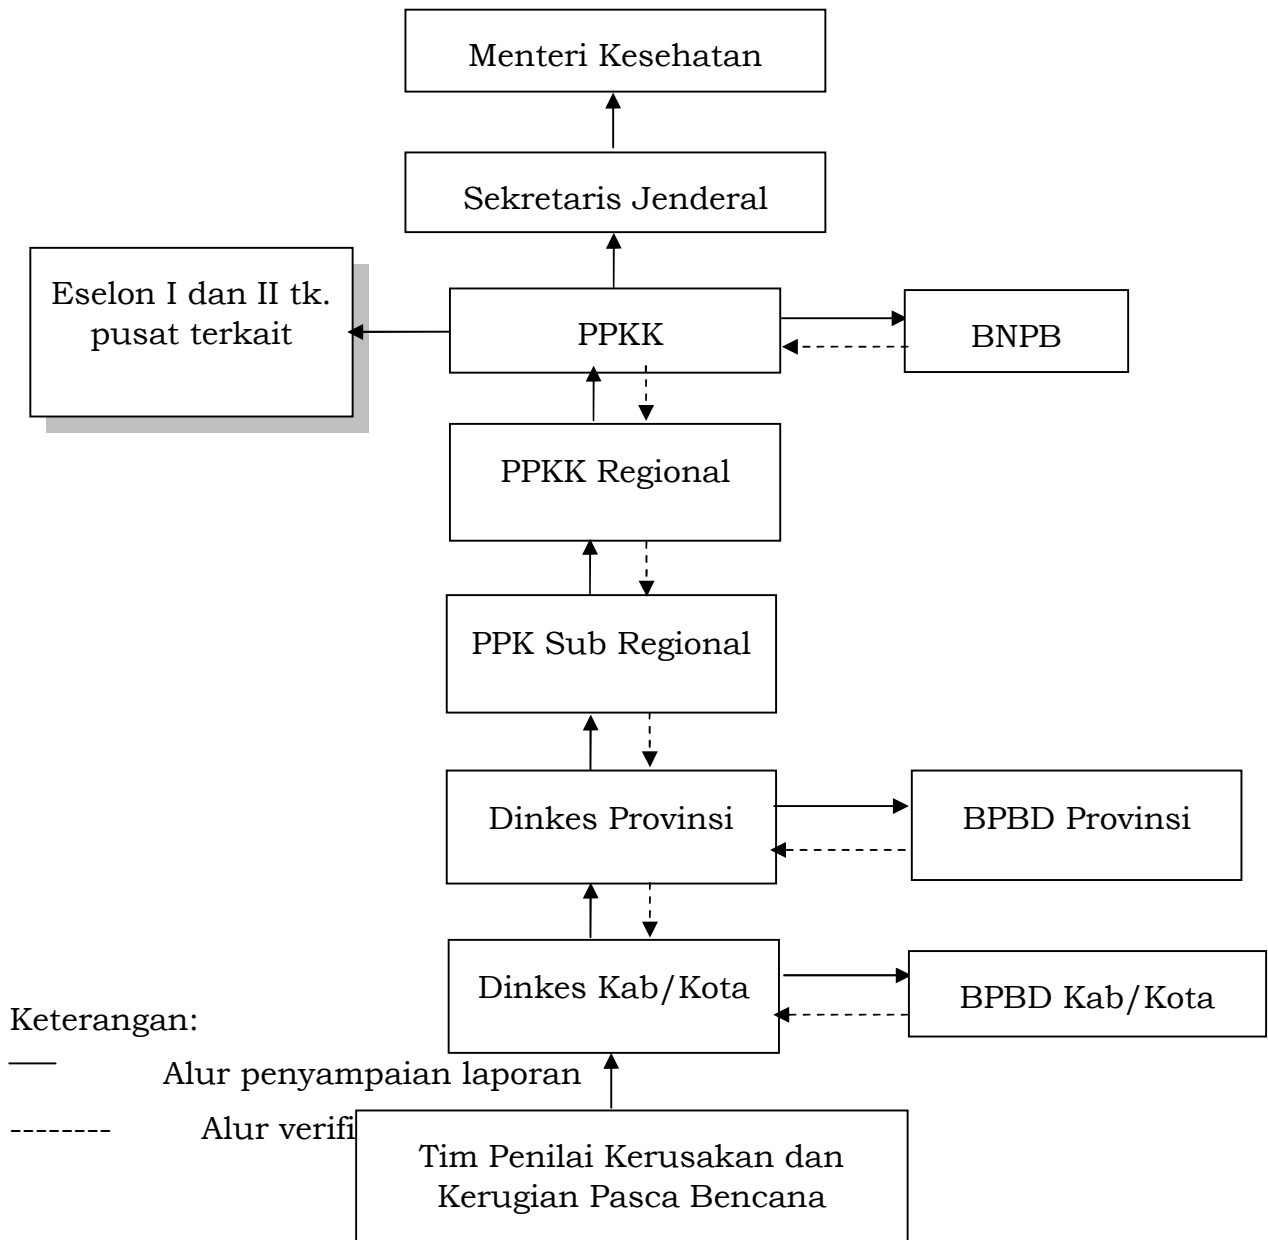 Menteri Kesehatan
Sekretaris Jenderal
Eselon I dan II tk.
pusat terkait
PPKK
BNPB
PPKK Regional
PPK Sub Regional
Dinkes Provinsi
BPBD Provinsi
Dinkes Kab/Kota
BPBD Kab/Kota
Keterangan:
Alur penyampaian laporan
Alur verifi
Tim Penilai Kerusakan dan
Kerugian Pasca Bencana